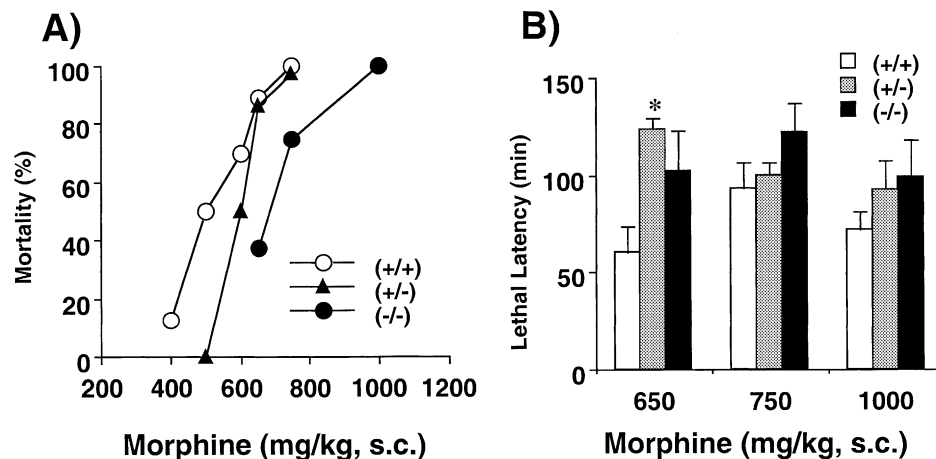 A)
Mortality (%)
100
80
60
40
20
0
200 400 600 800 1000 1200
(+/+)
(+/-)
(-/-)
Morphine (mg/kg, s.c.)
B)
Lethal Latency (min)
150
100
50
0
*
(+/+)
(+/-)
(-/-)
650 750 1000
Morphine (mg/kg, s.c.)